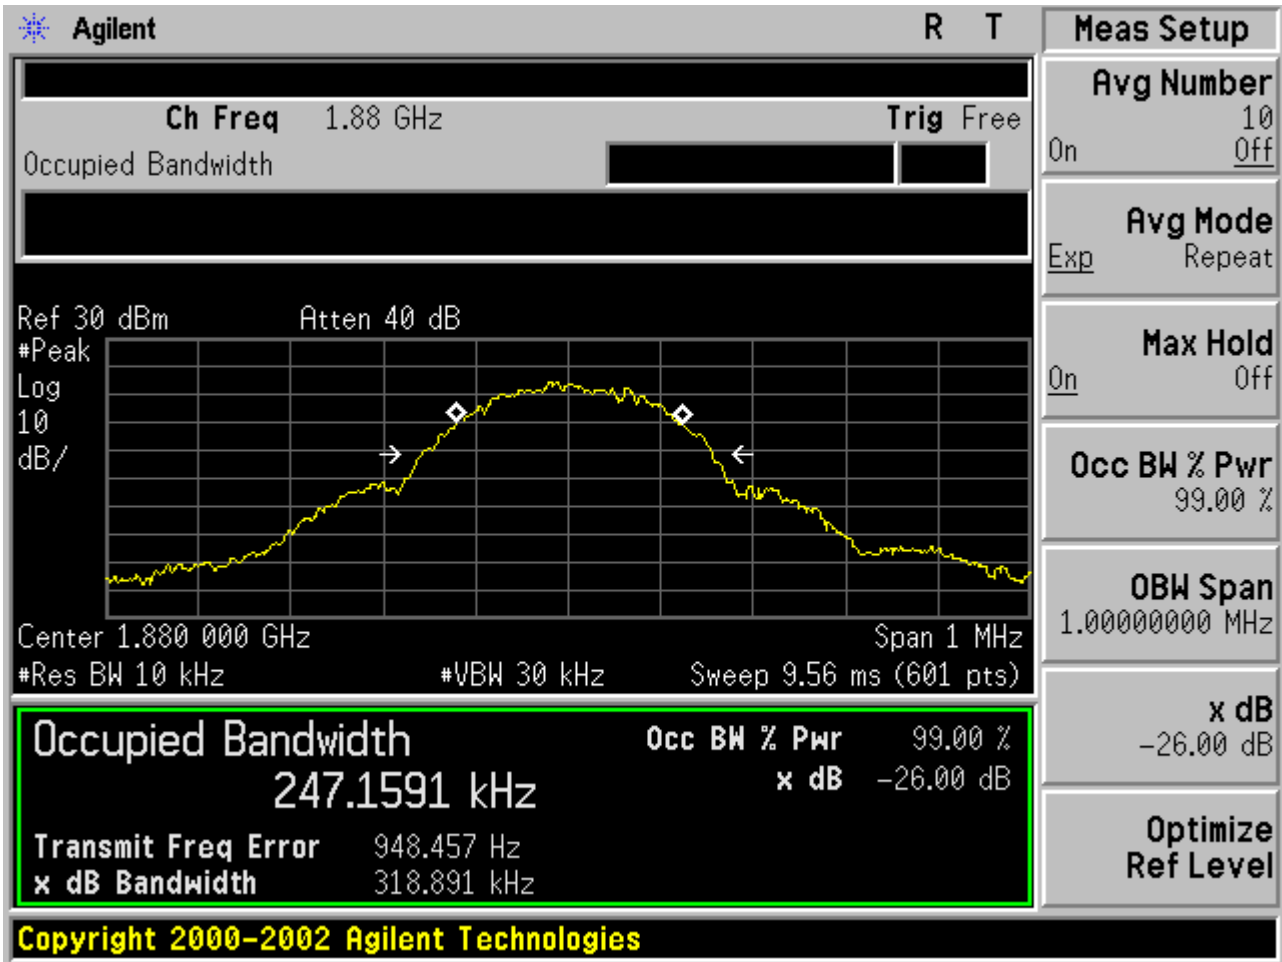 Agilent R T
Ch Freq 1.88 GHz Trig Free
Occupied Bandwidth
Ref 30 dBm Atten 40 dB
#Peak
Log
10
dB/
Center 1.880 000 GHz Span 1 MHz
#Res BW 10 kHz #VBW 30 kHz Sweep 9.56 ms (601 pts)
Occupied Bandwidth Occ BW % Pwr 99.00 %
247.1591 kHz x dB -26.00 dB
Transmit Freq Error 948.457 Hz
x dB Bandwidth 318.891 kHz
Copyright 2000-2002 Agilent Technologies
Meas Setup
Avg Number
10
On Off
Avg Mode
Exp Repeat
Max Hold
On Off
Occ BW % Pwr
99.00 %
OBW Span
1.00000000 MHz
x dB
-26.00 dB
Optimize
Ref Level